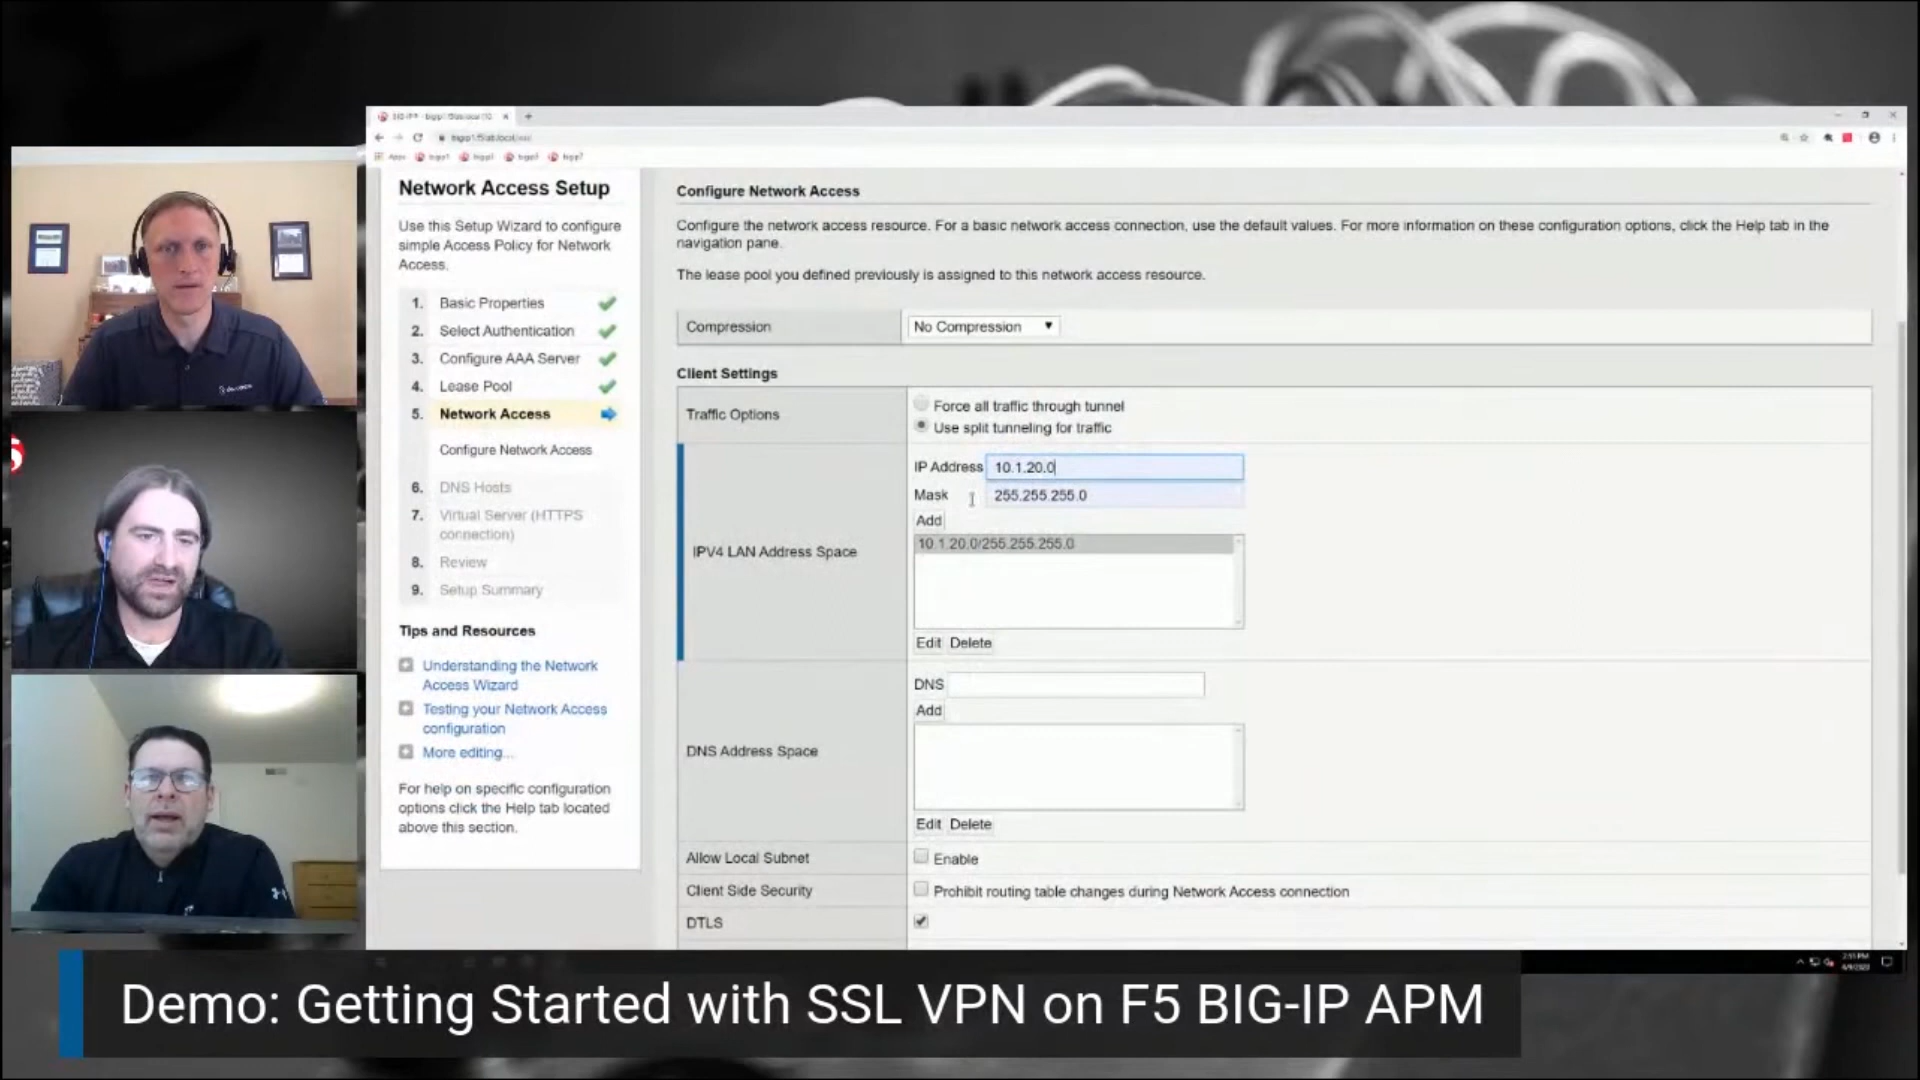 Network Access Setup
Use this Setup Wizard to configure
simple Access Policy for Network
Access.
1. Basic Properties
2. Select Authentication
3. Configure AAA Server
4. Lease Pool
5. Network Access
Configure Network Access
6. DNS Hosts
7. Virtual Server (HTTPS
connection)
8. Review
9. Setup Summary
Tips and Resources
Understanding the Network
Access Wizard
Testing your Network Access
configuration
More editing...
For help on specific configuration
options click the Help tab located
above this section.
Configure Network Access
Configure the network access resource. For a basic network access connection, use the default values. For more information on these configuration options, click the Help tab in the
navigation pane.
The lease pool you defined previously is assigned to this network access resource.
Compression No Compression
Client Settings
Traffic Options
Force all traffic through tunnel
Use split tunneling for traffic
IPV4 LAN Address Space
IP Address 10.1.20.0
Mask 255.255.255.0
Add
10.1.20.0/255.255.255.0
Edit Delete
DNS Address Space
DNS
Add
Edit Delete
Allow Local Subnet Enable
Client Side Security Prohibit routing table changes during Network Access connection
DTLS
Demo: Getting Started with SSL VPN on F5 BIG-IP APM